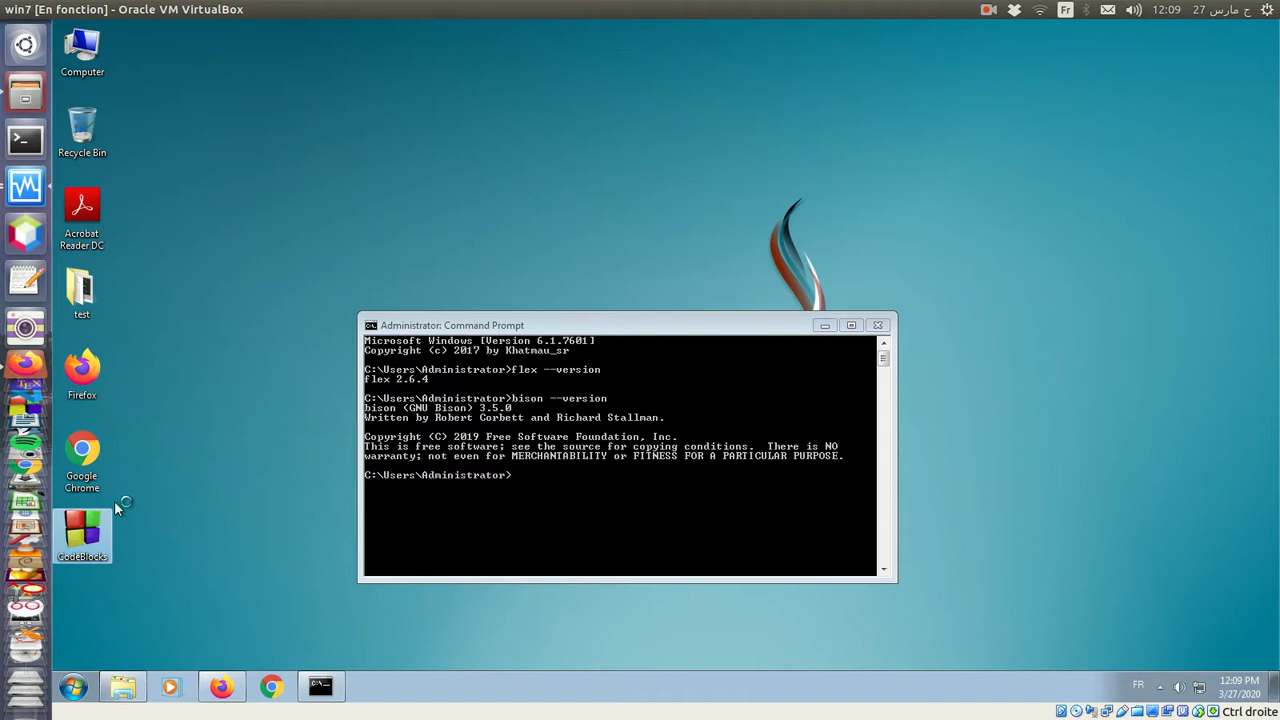 win7 [En fonction] - Oracle VM VirtualBox
Fr
12:09 27 مارس ج
Computer
Recycle Bin
Acrobat
Reader DC
test
Firefox
Google
Chrome
CodeBlocks
Administrator: Command Prompt
Microsoft Windows [Version 6.1.7601]
Copyright (c) 2017 by Khatmau_sr
C:\Users\Administrator>flex --version
flex 2.6.4
C:\Users\Administrator>bison --version
bison (GNU Bison) 3.5.0
Written by Robert Corbett and Richard Stallman.
Copyright (C) 2019 Free Software Foundation, Inc.
This is free software; see the source for copying conditions.  There is NO
warranty; not even for MERCHANTABILITY or FITNESS FOR A PARTICULAR PURPOSE.
C:\Users\Administrator>
FR
12:09 PM
3/27/2020
Ctrl droite